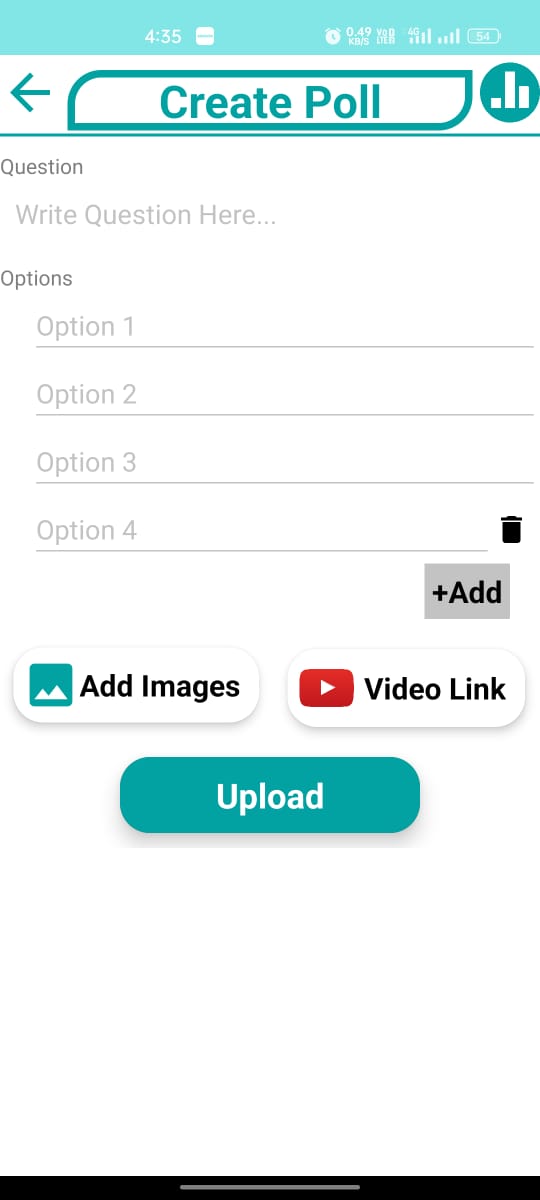 4:35 0.49 KB/S VoD LTE 4G 54
Create Poll
Question
Write Question Here...
Options
Option 1
Option 2
Option 3
Option 4
+Add
Add Images
Video Link
Upload